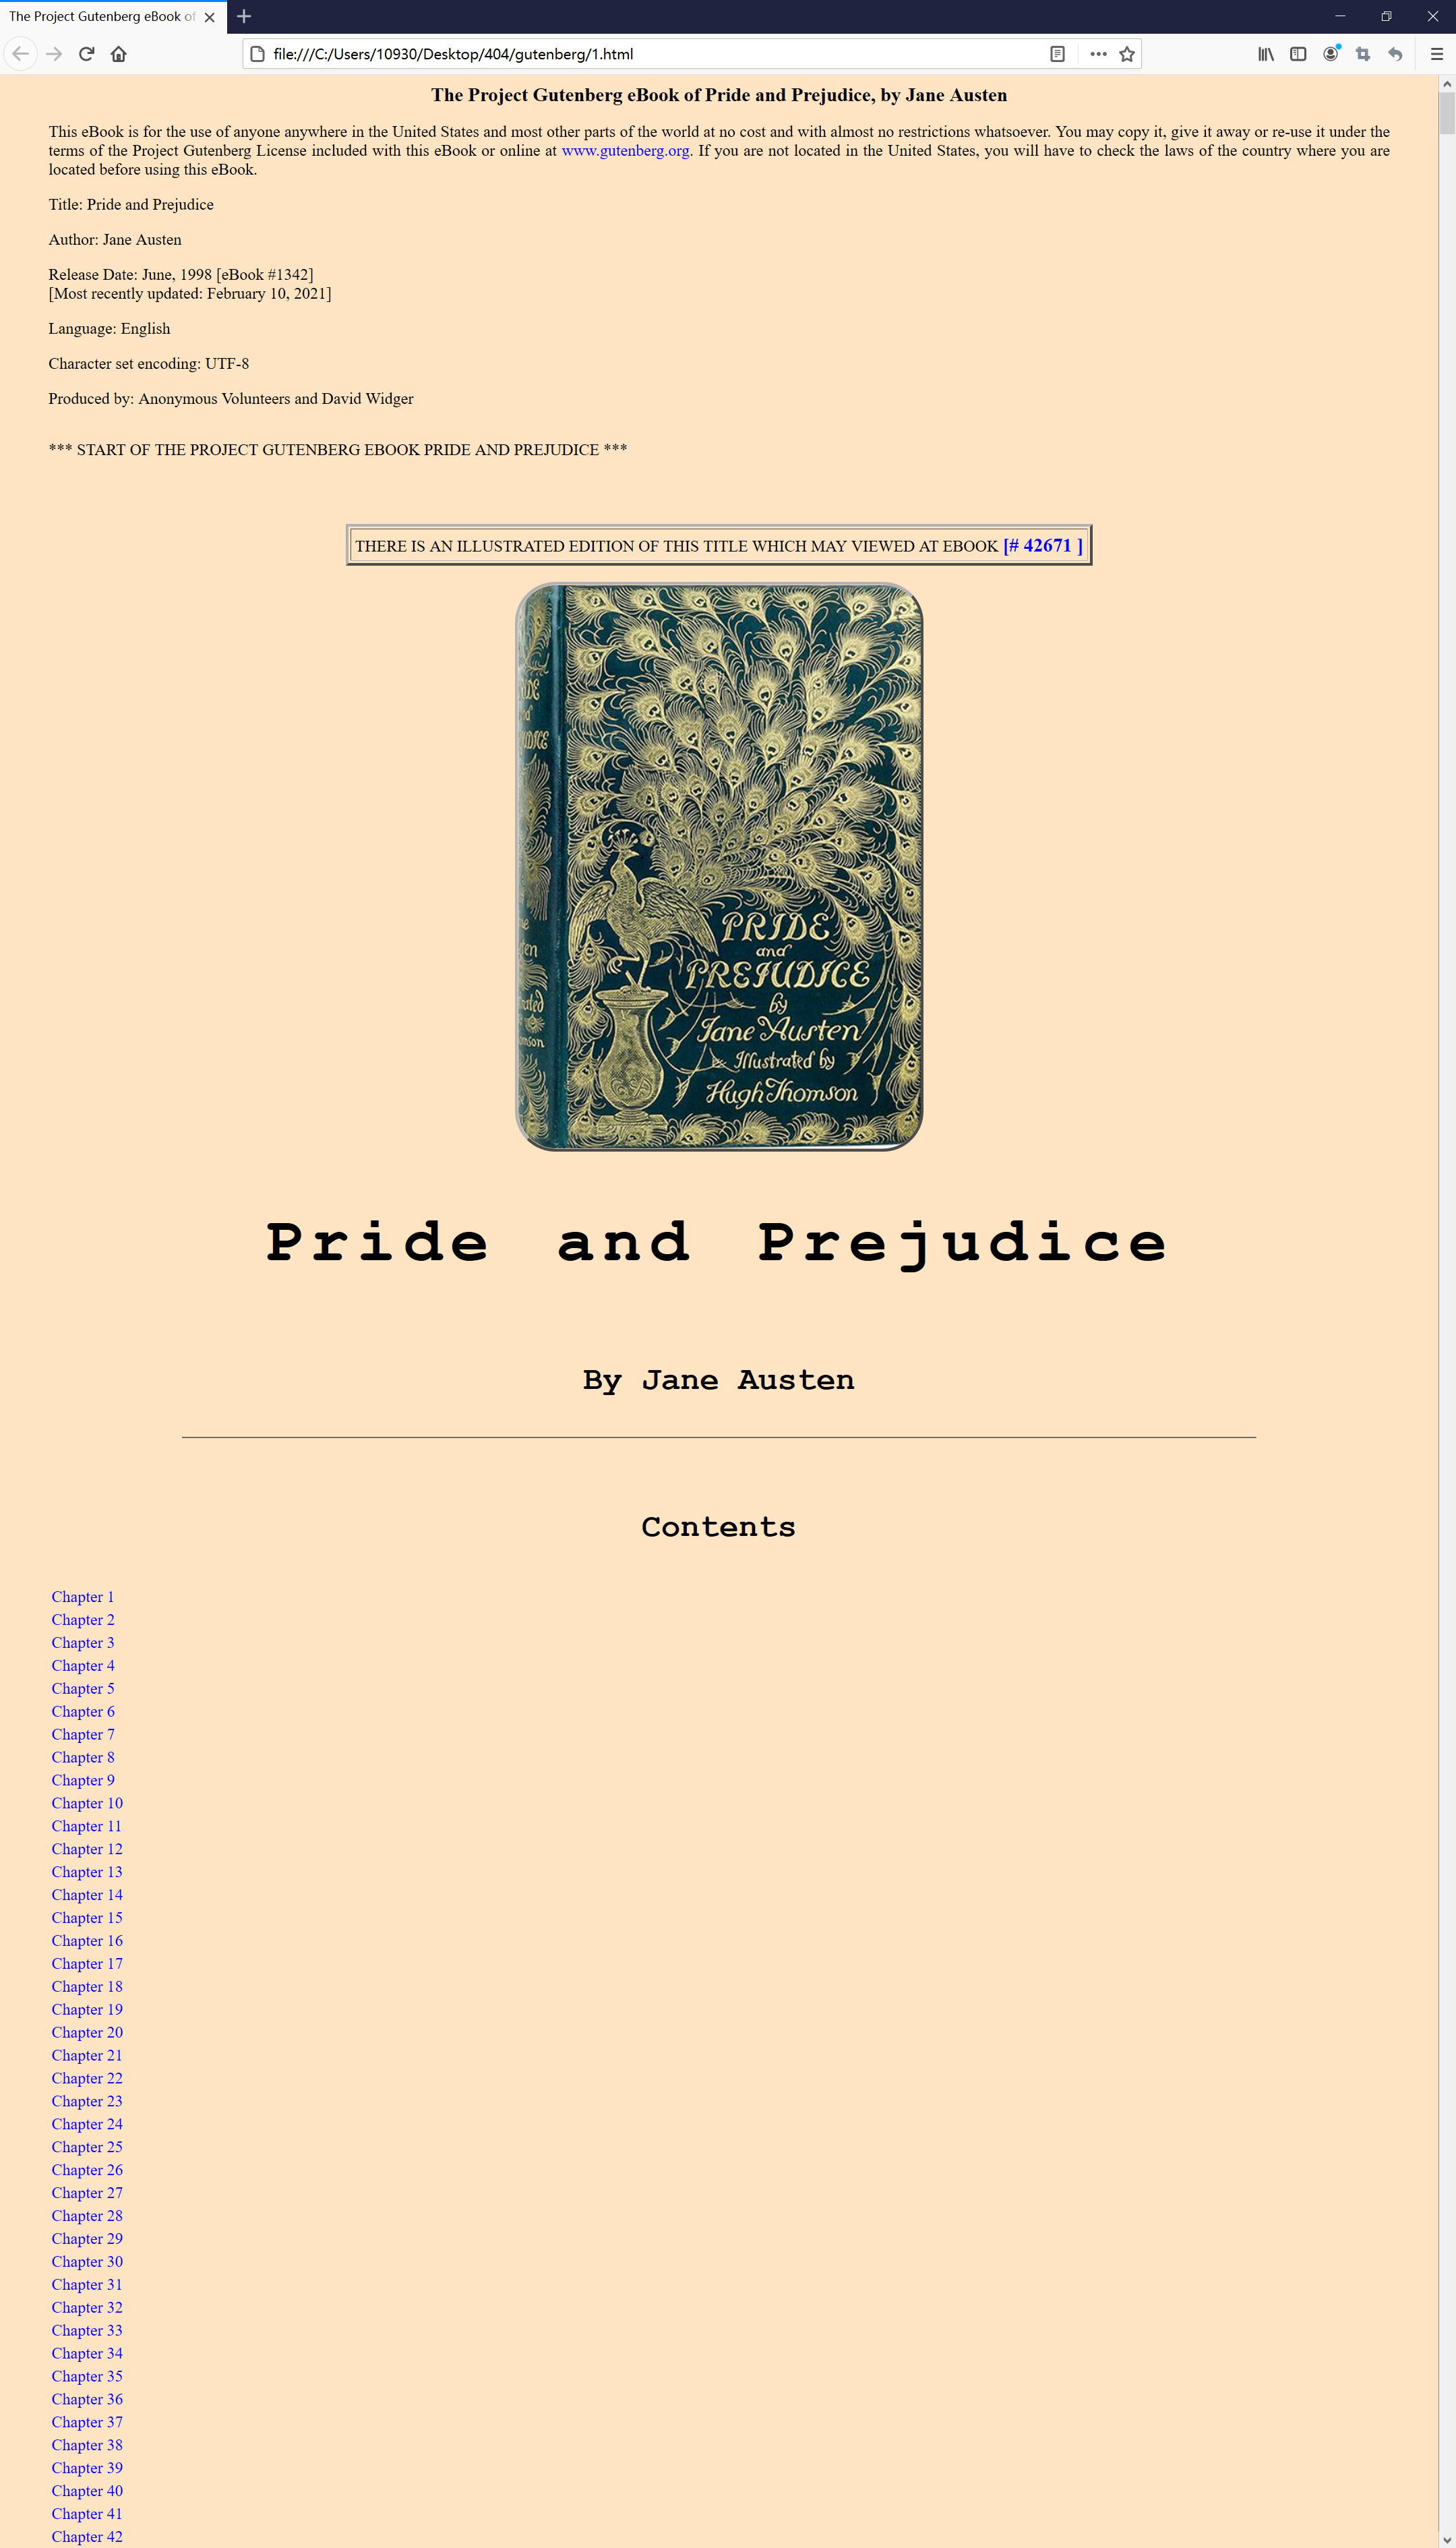 The Project Gutenberg eBook of
file:///C:/Users/10930/Desktop/404/gutenberg/1.html
The Project Gutenberg eBook of Pride and Prejudice, by Jane Austen
This eBook is for the use of anyone anywhere in the United States and most other parts of the world at no cost and with almost no restrictions whatsoever. You may copy it, give it away or re-use it under the
terms of the Project Gutenberg License included with this eBook or online at www.gutenberg.org. If you are not located in the United States, you will have to check the laws of the country where you are
located before using this eBook.
Title: Pride and Prejudice
Author: Jane Austen
Release Date: June, 1998 [eBook #1342]
[Most recently updated: February 10, 2021]
Language: English
Character set encoding: UTF-8
Produced by: Anonymous Volunteers and David Widger
*** START OF THE PROJECT GUTENBERG EBOOK PRIDE AND PREJUDICE ***
THERE IS AN ILLUSTRATED EDITION OF THIS TITLE WHICH MAY VIEWED AT EBOOK [# 42671 ]
PRIDE
and
PREJUDICE
by
Jane Austen
Illustrated by
Hugh Thomson
Pride and Prejudice
By Jane Austen
Contents
Chapter 1
Chapter 2
Chapter 3
Chapter 4
Chapter 5
Chapter 6
Chapter 7
Chapter 8
Chapter 9
Chapter 10
Chapter 11
Chapter 12
Chapter 13
Chapter 14
Chapter 15
Chapter 16
Chapter 17
Chapter 18
Chapter 19
Chapter 20
Chapter 21
Chapter 22
Chapter 23
Chapter 24
Chapter 25
Chapter 26
Chapter 27
Chapter 28
Chapter 29
Chapter 30
Chapter 31
Chapter 32
Chapter 33
Chapter 34
Chapter 35
Chapter 36
Chapter 37
Chapter 38
Chapter 39
Chapter 40
Chapter 41
Chapter 42